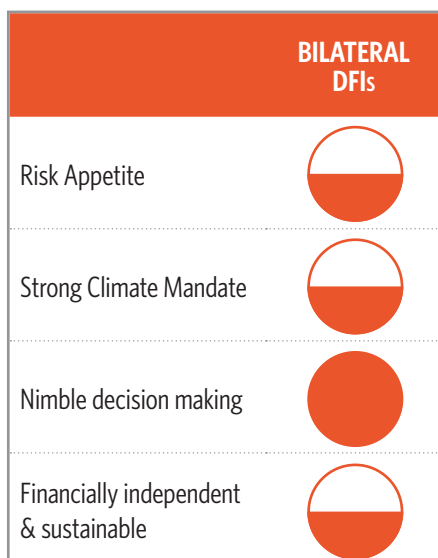 BILATERAL
DFIs
Risk Appetite
Strong Climate Mandate
Nimble decision making
Financially independent
& sustainable